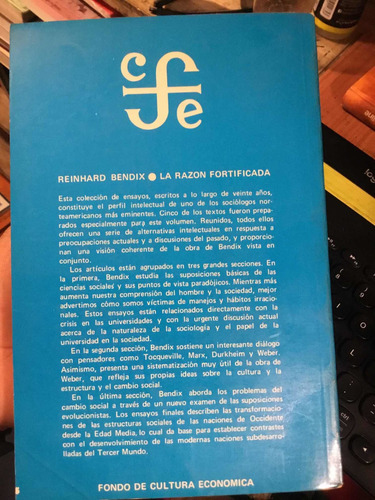 c f e
REINHARD BENDIX ● LA RAZON FORTIFICADA
Esta colección de ensayos, escritos a lo largo de veinte años,
constituye el perfil intelectual de uno de los sociólogos nor-
teamericanos más eminentes. Cinco de los textos fueron prepa-
rados especialmente para este volumen. Reunidos, todos ellos
ofrecen una serie de alternativas intelectuales en respuesta a
preocupaciones actuales y a discusiones del pasado, y proporcio-
nan una visión coherente de la obra de Bendix vista en
conjunto.
Los artículos están agrupados en tres grandes secciones. En
la primera, Bendix estudia las suposiciones básicas de las
ciencias sociales y sus puntos de vista paradójicos. Mientras más
aumenta nuestra comprensión del hombre y la sociedad, mejor
advertimos cómo somos víctimas de manejos y hábitos irracio-
nales. Estos ensayos están relacionados directamente con la
crisis en las universidades y con la urgente discusión actual
acerca de la naturaleza de la sociología y el papel de la
universidad en la sociedad.
En la segunda sección, Bendix sostiene un interesante diálogo
con pensadores como Tocqueville, Marx, Durkheim y Weber.
Asimismo, presenta una sistematización muy útil de la obra de
Weber, que refleja sus propias ideas sobre la cultura y la
estructura y el cambio social.
En la última sección, Bendix aborda los problemas del
cambio social a través de un nuevo examen de las suposiciones
evolucionistas. Los ensayos finales describen las transformacio-
nes de las estructuras sociales de las naciones de Occidente
desde la Edad Media, lo cual da base para establecer contrastes
con el desenvolvimiento de las modernas naciones subdesarro-
lladas del Tercer Mundo.
FONDO DE CULTURA ECONOMICA